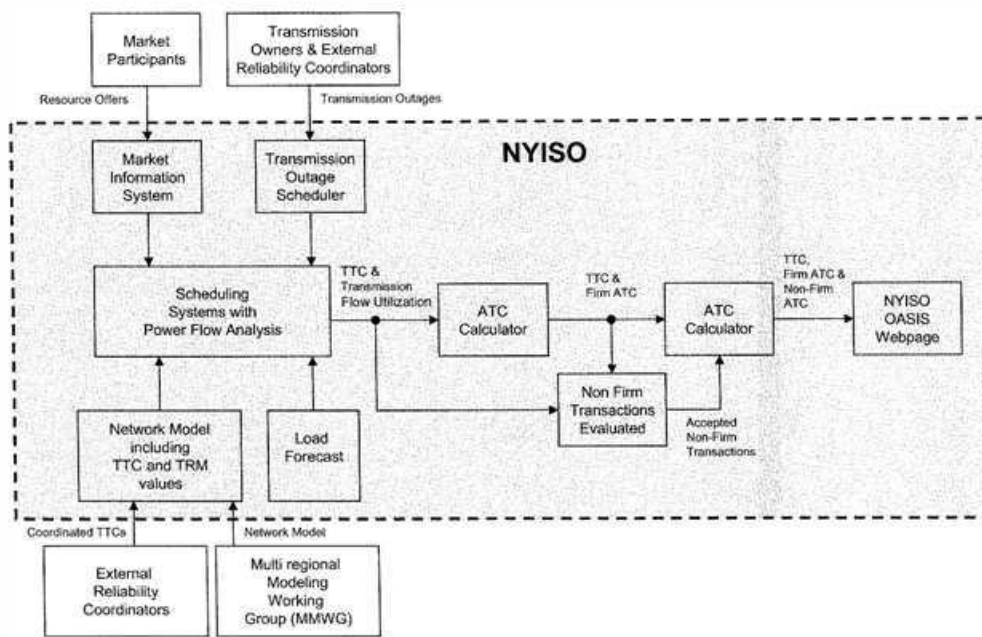 Market
Participants
Transmission
Owners & External
Reliability Coordinators
Resource Offers
Transmission Outages
NYISO
Market
Information
System
Transmission
Outage
Scheduler
Scheduling
Systems with
Power Flow Analysis
TTC &
Transmission
Flow Utilization
ATC
Calculator
TTC &
Firm ATC
ATC
Calculator
TTC,
Firm ATC &
Non-Firm
ATC
NYISO
OASIS
Webpage
Non Firm
Transactions
Evaluated
Accepted
Non-Firm
Transactions
Network Model
including
TTC and TRM
values
Load
Forecast
Coordinated TTCs
Network Model
External
Reliability
Coordinators
Multi regional
Modeling
Working
Group (MMWG)